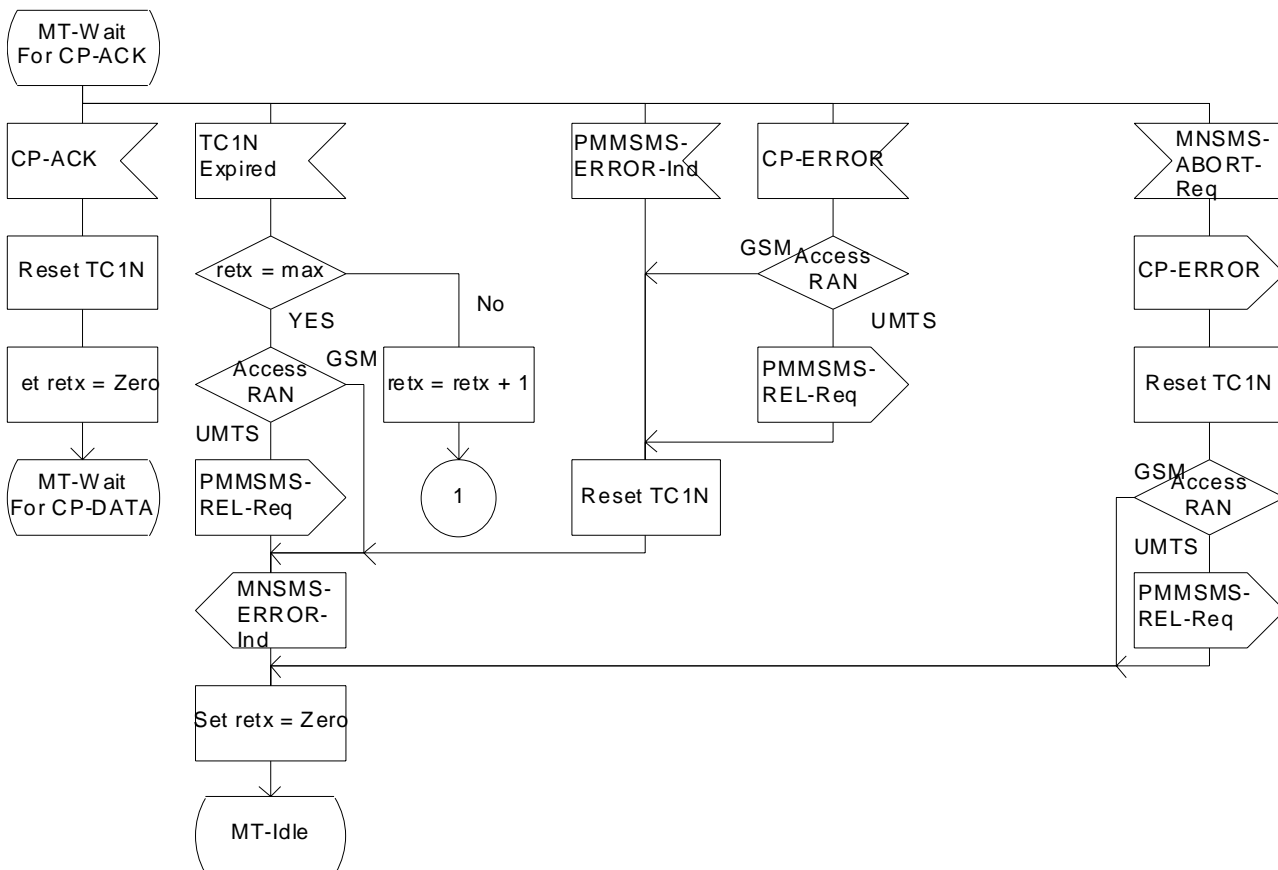 MT-Wait
For CP-ACK
CP-ACK
TC1N
Expired
PMMSMS-
ERROR-Ind
CP-ERROR
MNSMS-
ABORT-
Req
Reset TC1N
retx = max
GSM
Access
RAN
CP-ERROR
No
YES
UMTS
et retx = Zero
Access
RAN
GSM
retx = retx + 1
PMMSMS-
REL-Req
Reset TC1N
UMTS
MT-Wait
For CP-DATA
PMMSMS-
REL-Req
1
Reset TC1N
GSM
Access
RAN
UMTS
MNSMS-
ERROR-
Ind
PMMSMS-
REL-Req
Set retx = Zero
MT-Idle